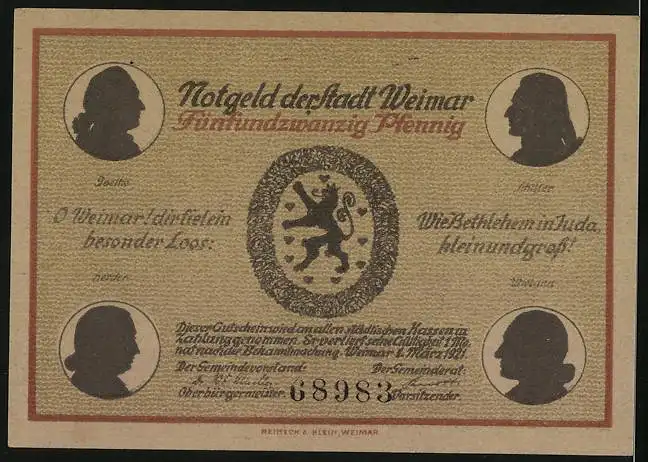 Notgeld der Stadt Weimar
Fünfundzwanzig Pfennig
Goethe
Schiller
O Weimar! dir fiel ein
besonder Loos:
Wie Bethlehem in Juda,
klein und groß!
Herder
Wieland
Dieser Gutschein wird an allen städtischen Kassen in
Zahlung genommen. Er verliert seine Gültigkeit 1 Mo-
nat nach der Bekanntmachung. Weimar 1. März 1921.
Der Gemeindevorstand:
Der Gemeinderat:
Oberbürgermeister.
68983
Vorsitzender.
REINECK & KLEIN, WEIMAR